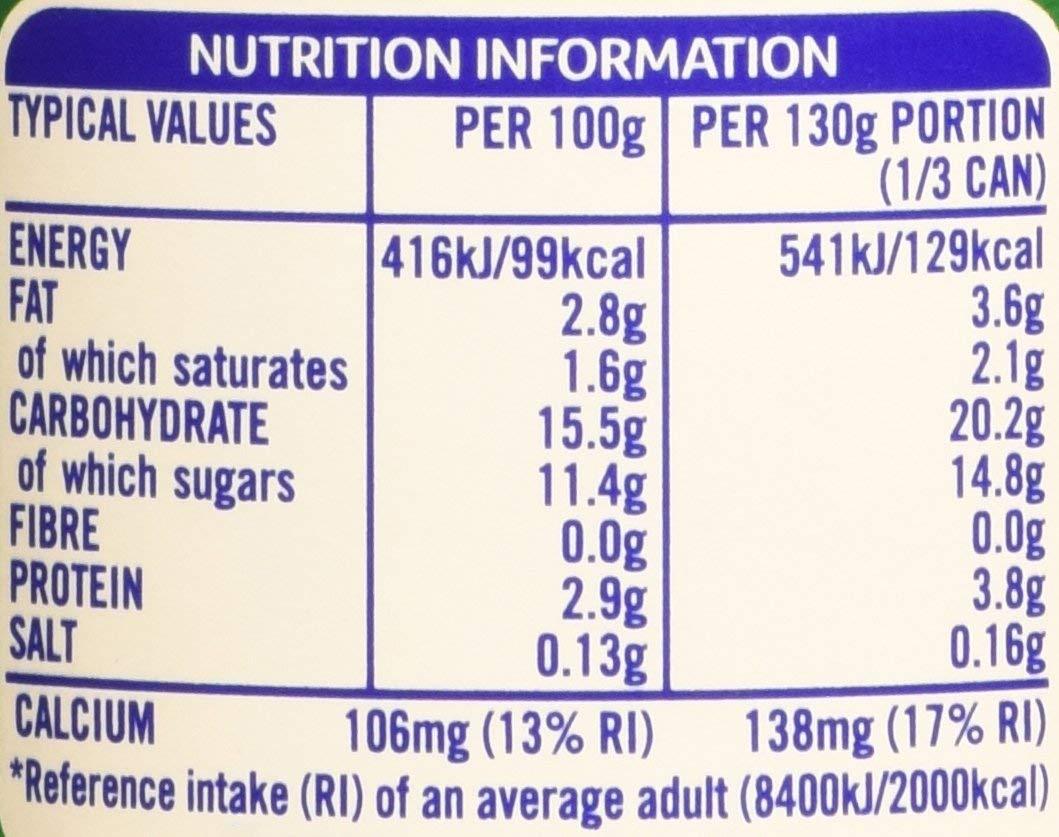 NUTRITION INFORMATION
TYPICAL VALUES PER 100g PER 130g PORTION
(1/3 CAN)
ENERGY 416kJ/99kcal 541kJ/129kcal
FAT 2.8g 3.6g
of which saturates 1.6g 2.1g
CARBOHYDRATE 15.5g 20.2g
of which sugars 11.4g 14.8g
FIBRE 0.0g 0.0g
PROTEIN 2.9g 3.8g
SALT 0.13g 0.16g
CALCIUM 106mg (13% RI) 138mg (17% RI)
*Reference intake (RI) of an average adult (8400kJ/2000kcal)